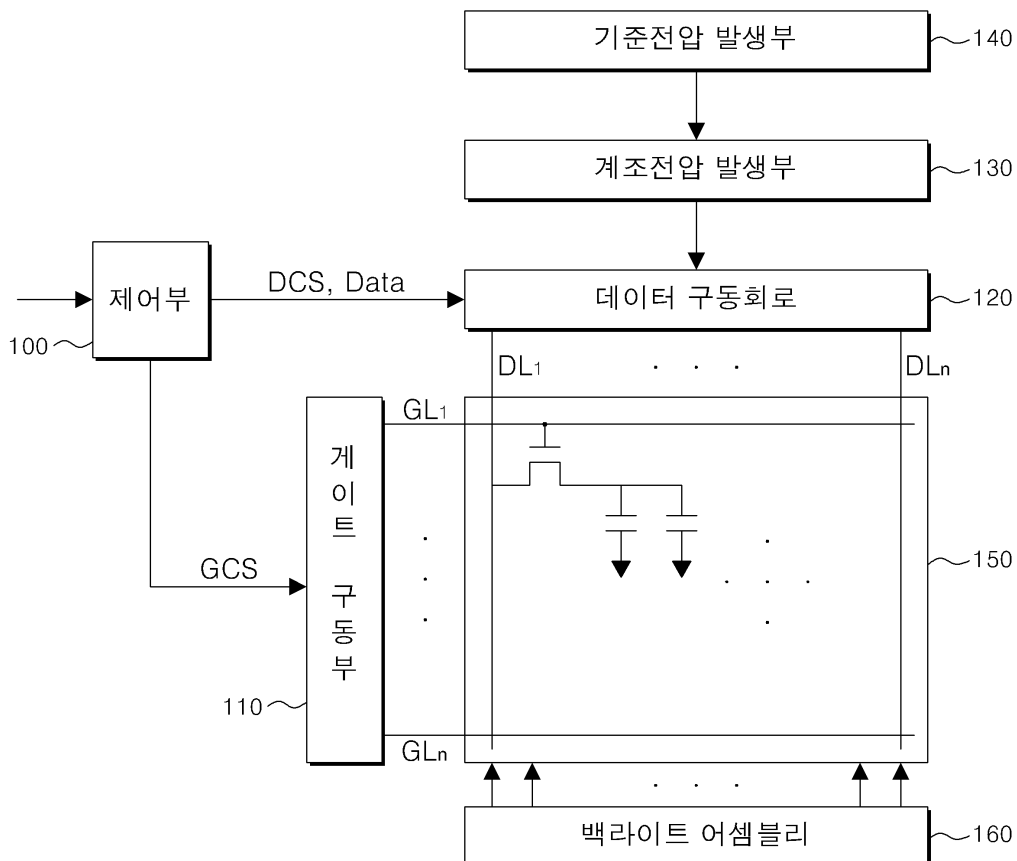 기준전압 발생부
140
계조전압 발생부
130
제어부
DCS, Data
데이터 구동회로
120
100
DL1
DLn
GL1
게이트 구동부
GCS
150
110
GLn
백라이트 어셈블리
160